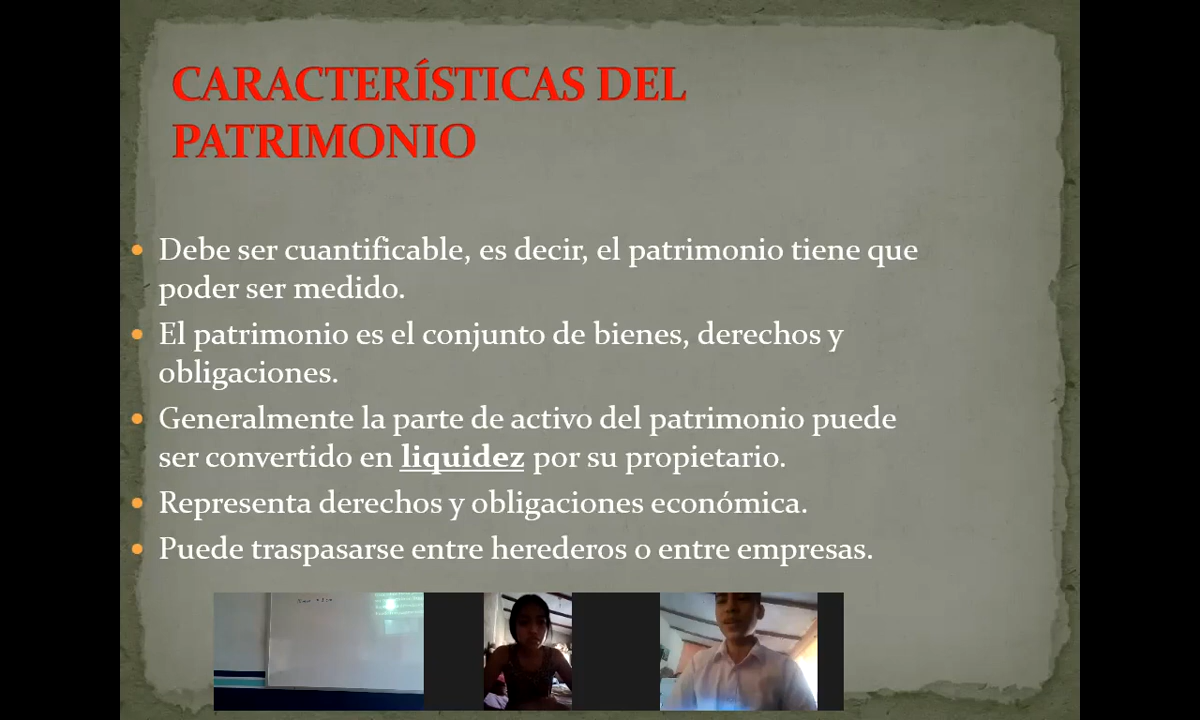 CARACTERÍSTICAS DEL
PATRIMONIO
• Debe ser cuantificable, es decir, el patrimonio tiene que
poder ser medido.
• El patrimonio es el conjunto de bienes, derechos y
obligaciones.
• Generalmente la parte de activo del patrimonio puede
ser convertido en liquidez por su propietario.
• Representa derechos y obligaciones económica.
• Puede traspasarse entre herederos o entre empresas.